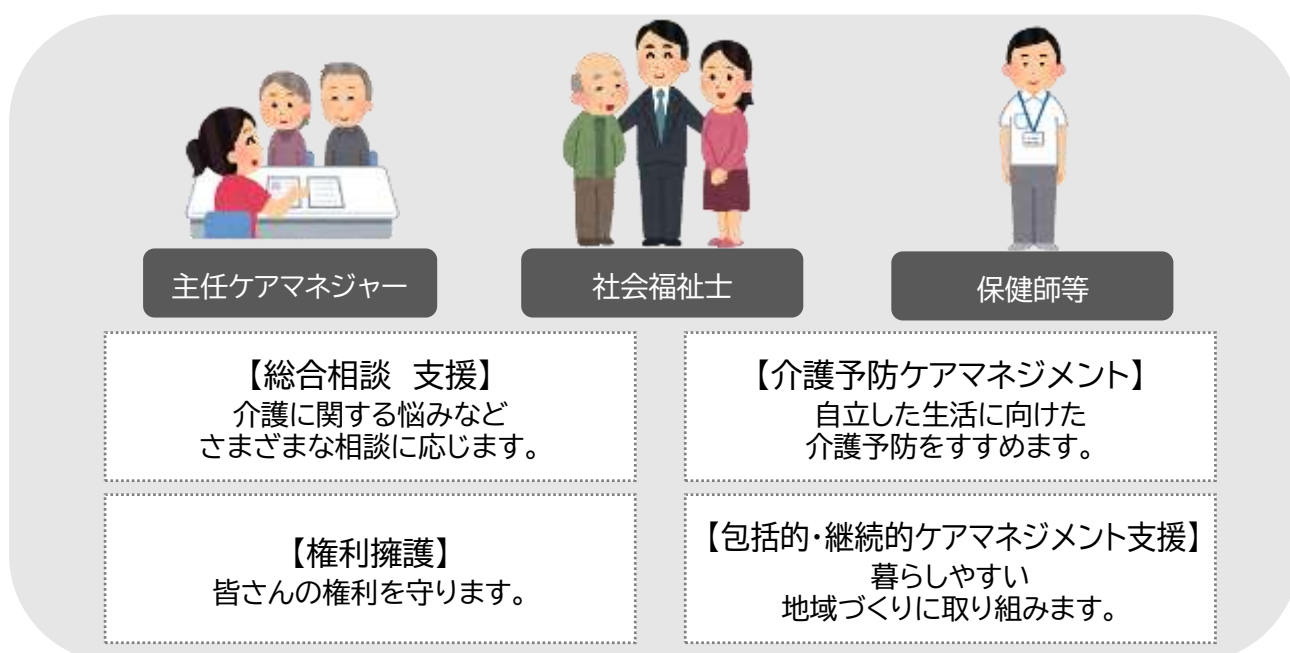 主任ケアマネジャー
社会福祉士
保健師等
【総合相談　支援】
介護に関する悩みなど
さまざまな相談に応じます。
【介護予防ケアマネジメント】
自立した生活に向けた
介護予防をすすめます。
【権利擁護】
皆さんの権利を守ります。
【包括的・継続的ケアマネジメント支援】
暮らしやすい
地域づくりに取り組みます。